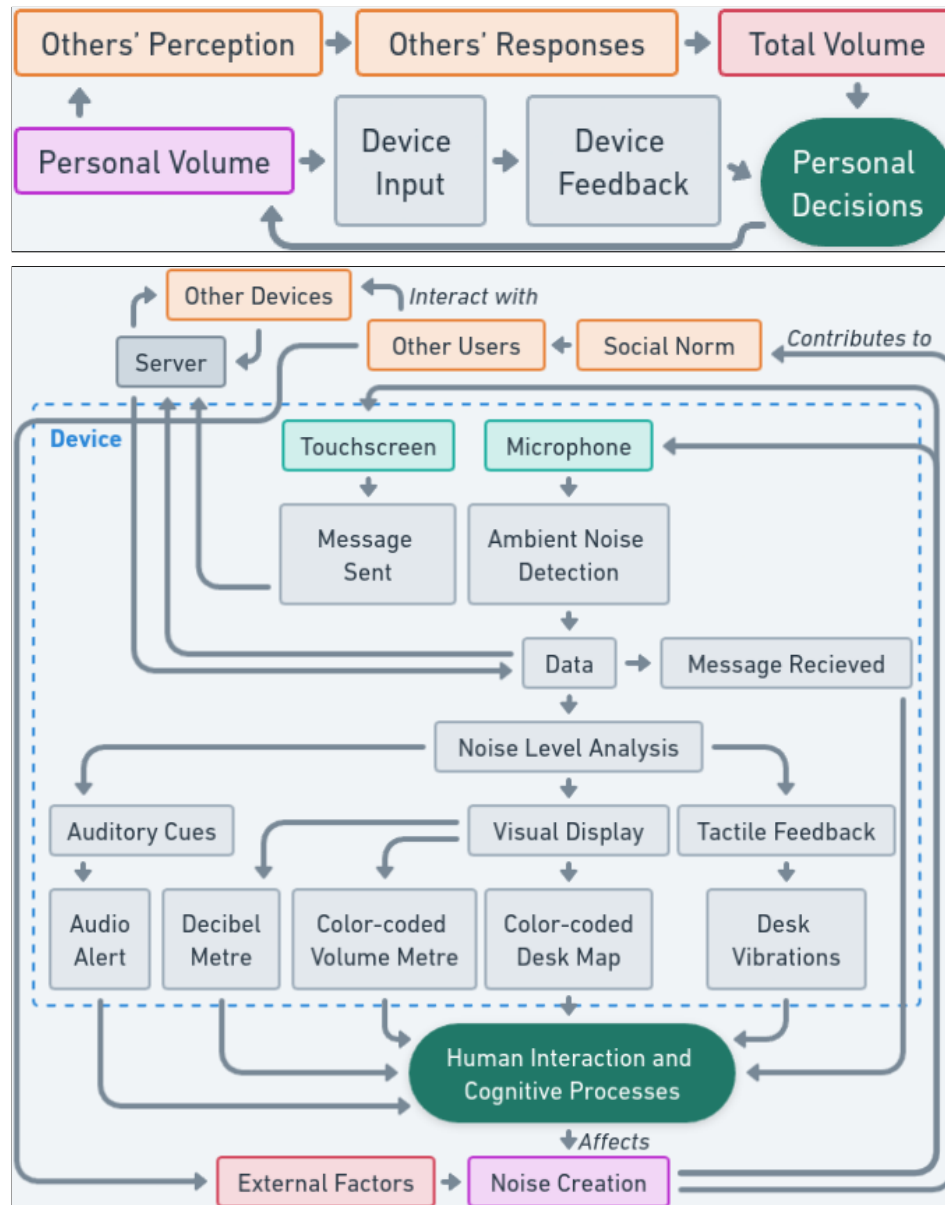 Others’ Perception
Others’ Responses
Total Volume
Personal Volume
Device
Input
Device
Feedback
Personal
Decisions
Other Devices
Interact with
Server
Other Users
Social Norm
Contributes to
Device
Touchscreen
Microphone
Message
Sent
Ambient Noise
Detection
Data
Message Recieved
Noise Level Analysis
Auditory Cues
Visual Display
Tactile Feedback
Audio
Alert
Decibel
Metre
Color-coded
Volume Metre
Color-coded
Desk Map
Desk
Vibrations
Human Interaction and
Cognitive Processes
Affects
External Factors
Noise Creation